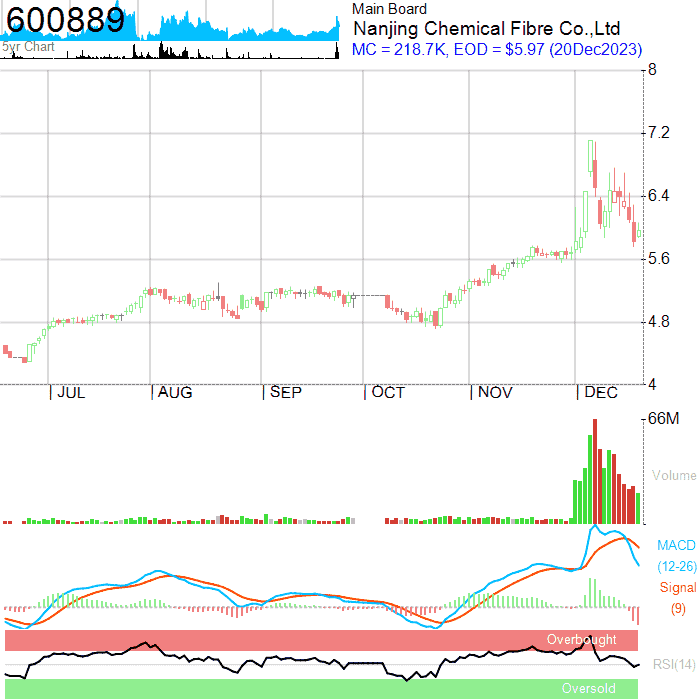 600889
5yr Chart
Main Board
Nanjing Chemical Fibre Co.,Ltd
MC = 218.7K, EOD = $5.97 (20Dec2023)
8
7.2
6.4
5.6
4.8
4
JUL AUG SEP OCT NOV DEC
66M
Volume
MACD
(12-26)
Signal
(9)
Overbought
RSI(14)
Oversold